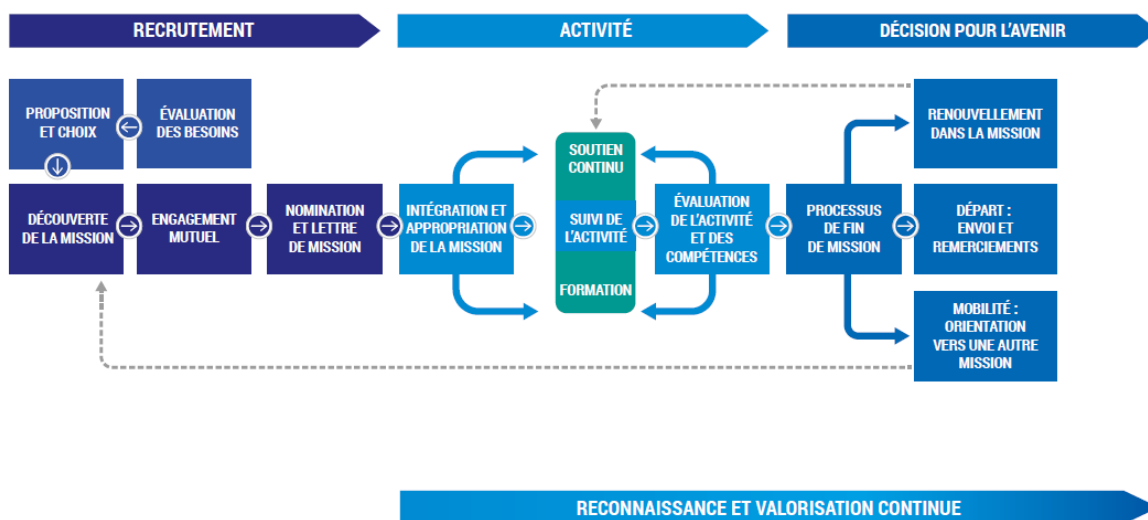 RECRUTEMENT
ACTIVITÉ
DÉCISION POUR L'AVENIR
PROPOSITION
ET CHOIX
ÉVALUATION
DES BESOINS
DÉCOUVERTE
DE LA MISSION
ENGAGEMENT
MUTUEL
NOMINATION
ET LETTRE
DE MISSION
INTÉGRATION ET
APPROPRIATION
DE LA MISSION
SOUTIEN
CONTINU
SUIVI DE
L'ACTIVITÉ
FORMATION
ÉVALUATION
DE L'ACTIVITÉ
ET DES
COMPÉTENCES
PROCESSUS
DE FIN
DE MISSION
RENOUVELLEMENT
DANS LA MISSION
DÉPART :
ENVOI ET
REMERCIEMENTS
MOBILITÉ :
ORIENTATION
VERS UNE AUTRE
MISSION
RECONNAISSANCE ET VALORISATION CONTINUE